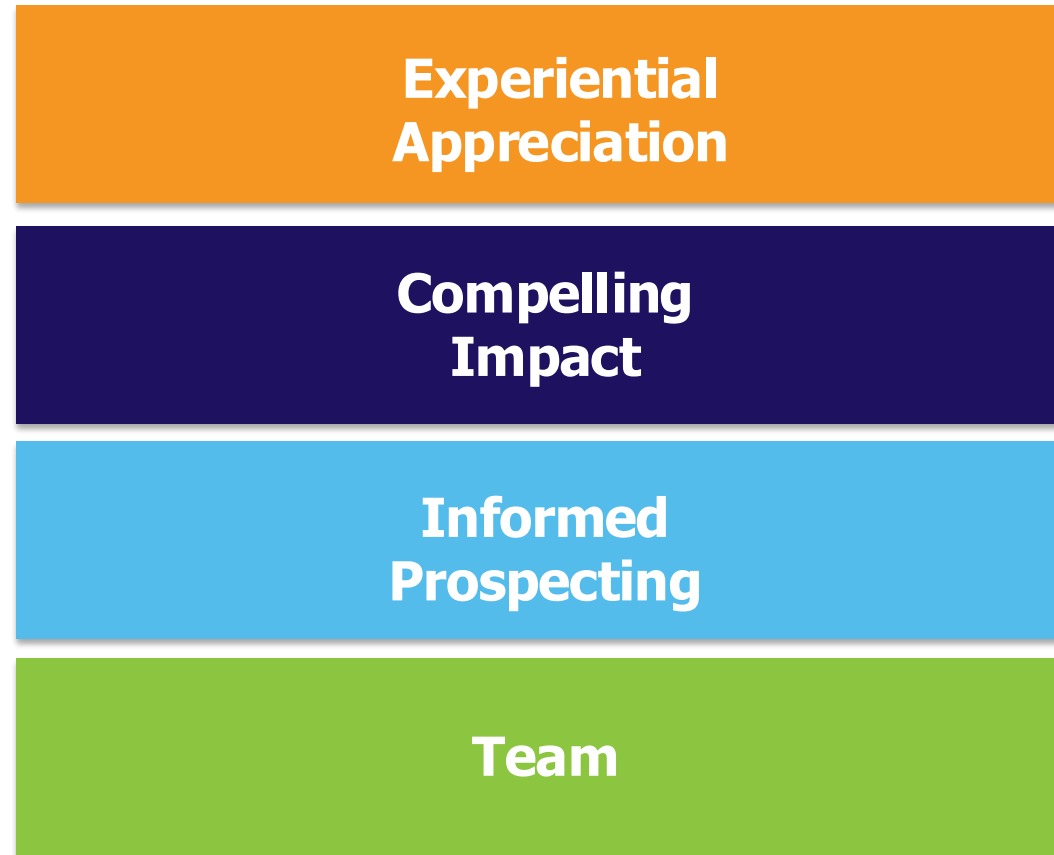 Experiential
Appreciation
Compelling
Impact
Informed
Prospecting
Team